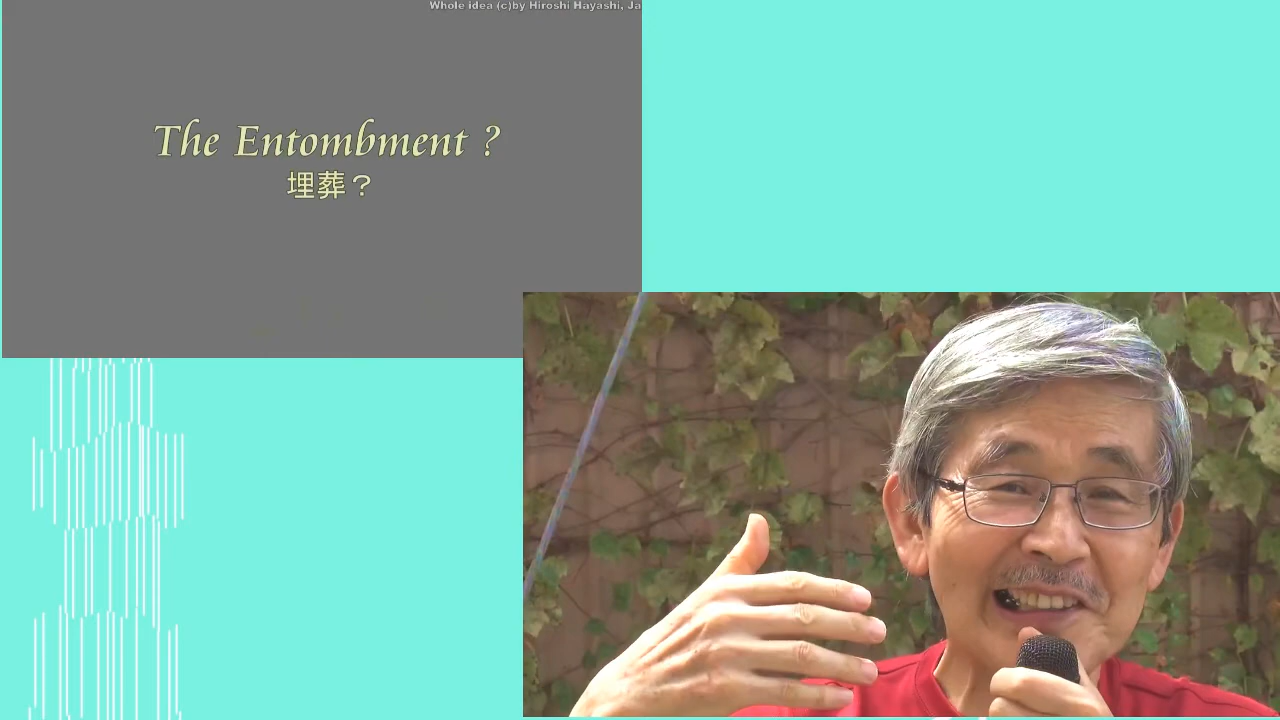 Whole idea (c)by Hiroshi Hayashi, Ja
The Entombment ?
埋葬？